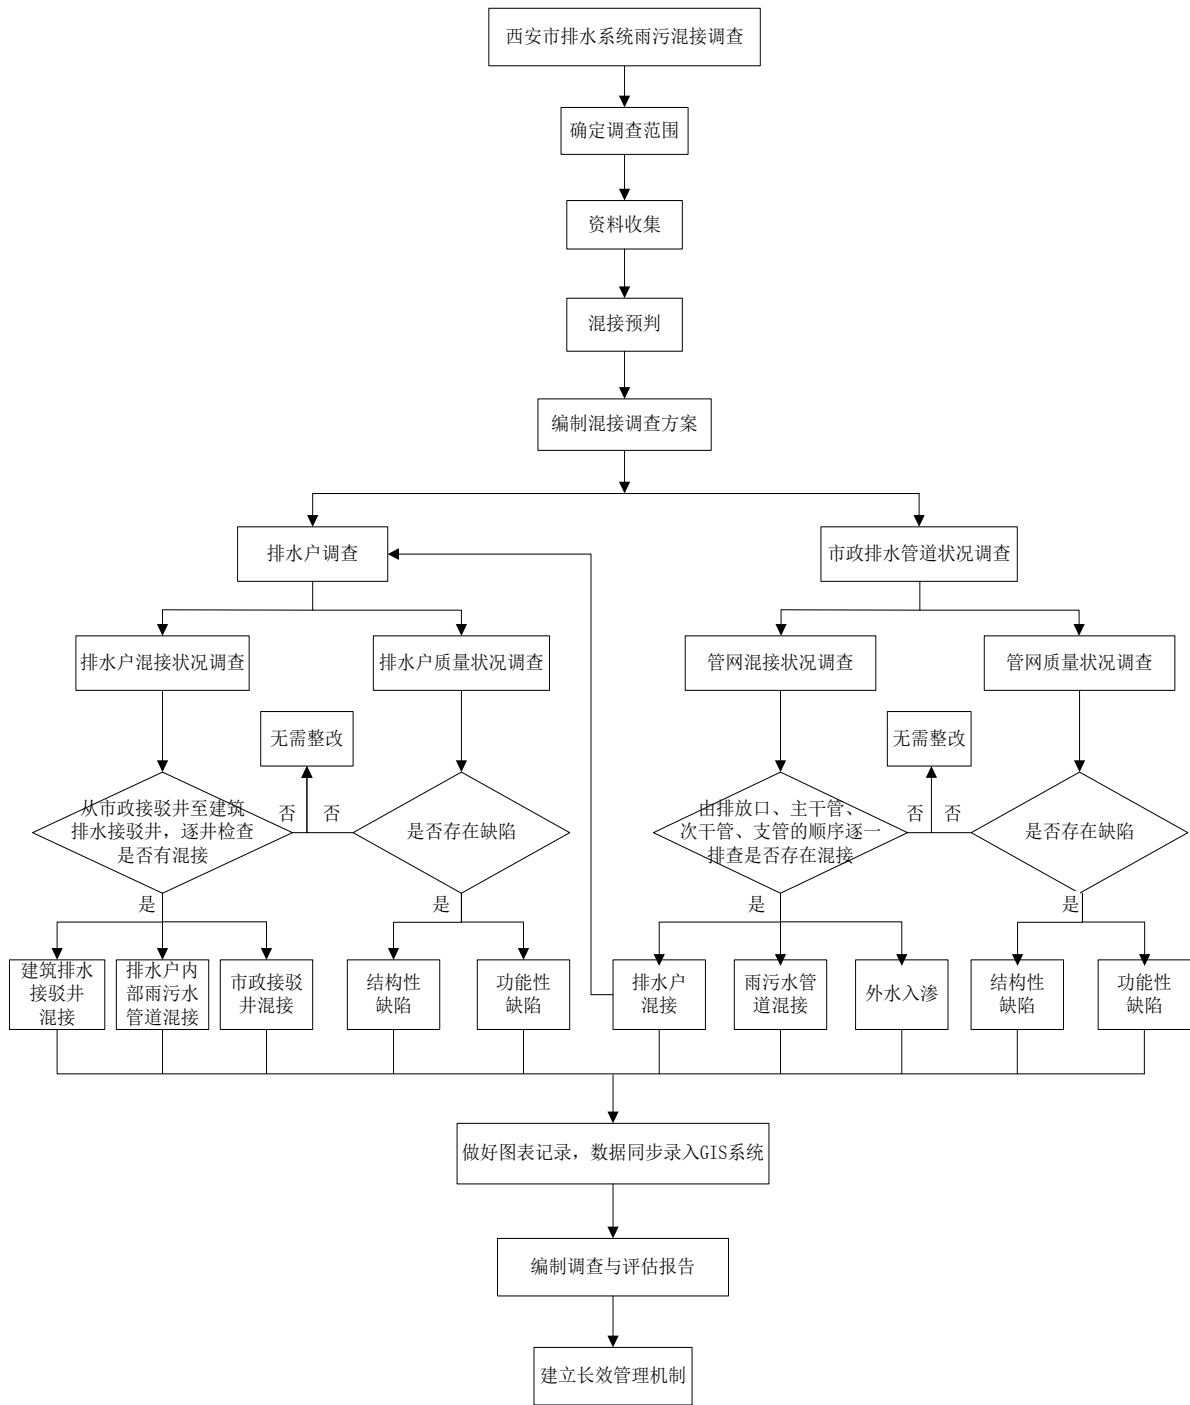 西安市排水系统雨污混接调查
确定调查范围
资料收集
混接预判
编制混接调查方案
排水户调查
市政排水管道状况调查
排水户混接状况调查
排水户质量状况调查
管网混接状况调查
管网质量状况调查
无需整改
无需整改
从市政接驳井至建筑
排水接驳井，逐井检查
是否有混接
否
否
是否存在缺陷
由排放口、主干管、
次干管、支管的顺序逐一
排查是否存在混接
否
否
是否存在缺陷
是
是
是
是
建筑排水
接驳井
混接
排水户内
部雨污水
管道混接
市政接驳
井混接
结构性
缺陷
功能性
缺陷
排水户
混接
雨污水管
道混接
外水入渗
结构性
缺陷
功能性
缺陷
做好图表记录，数据同步录入GIS系统
编制调查与评估报告
建立长效管理机制